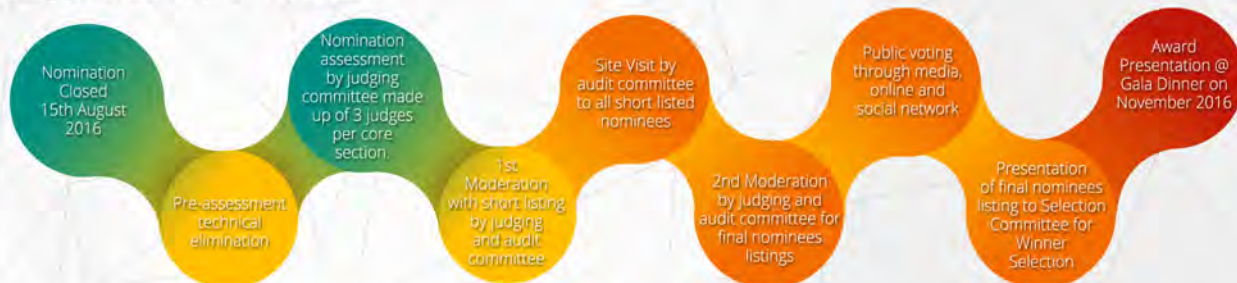 Nomination
Closed
15th August
2016
Pre-assessment
technical
elimination
Nomination
assessment
by judging
committee made
up of 3 judges
per core
section.
1st
Moderation
with short listing
by judging
and audit
committee
Site Visit by
audit committee
to all short listed
nominees
2nd Moderation
by judging and
audit committee for
final nominees
listings
Public voting
through media,
online and
social network
Presentation
of final nominees
listing to Selection
Committee for
Winner
Selection
Award
Presentation @
Gala Dinner on
November 2016